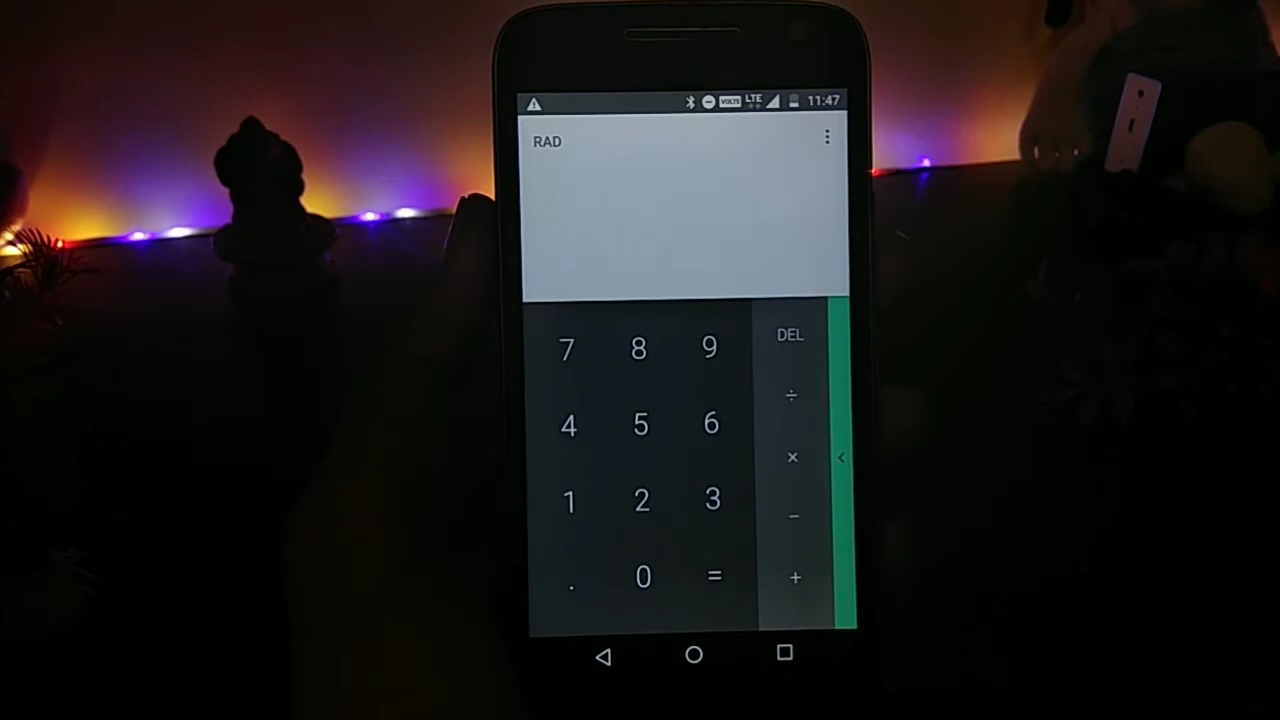 VOLTE LTE 11:47
RAD
7 8 9 DEL
÷
4 5 6
×
1 2 3
−
. 0 = +
<